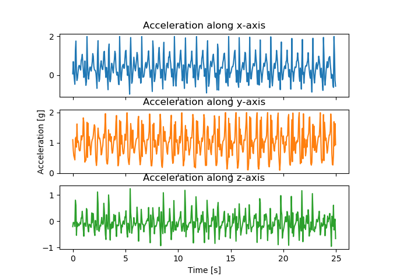 Acceleration along x-axis
2
0
Acceleration along y-axis
2
1
0
Acceleration [g]
Acceleration along z-axis
1
0
−1
0
5
10
15
20
25
Time [s]